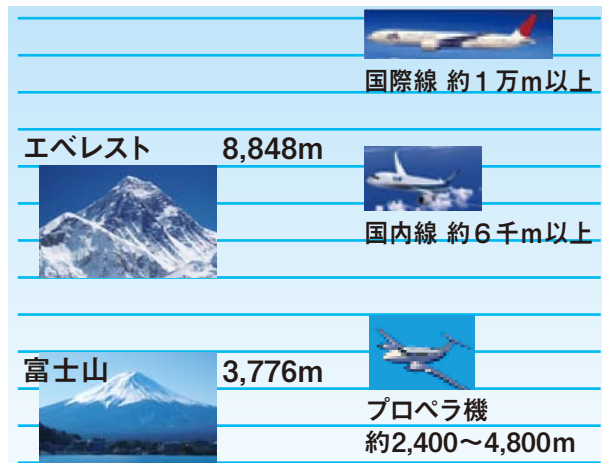 国際線 約1万m以上
エベレスト 8,848m
国内線 約6千m以上
富士山 3,776m
プロペラ機
約2,400〜4,800m